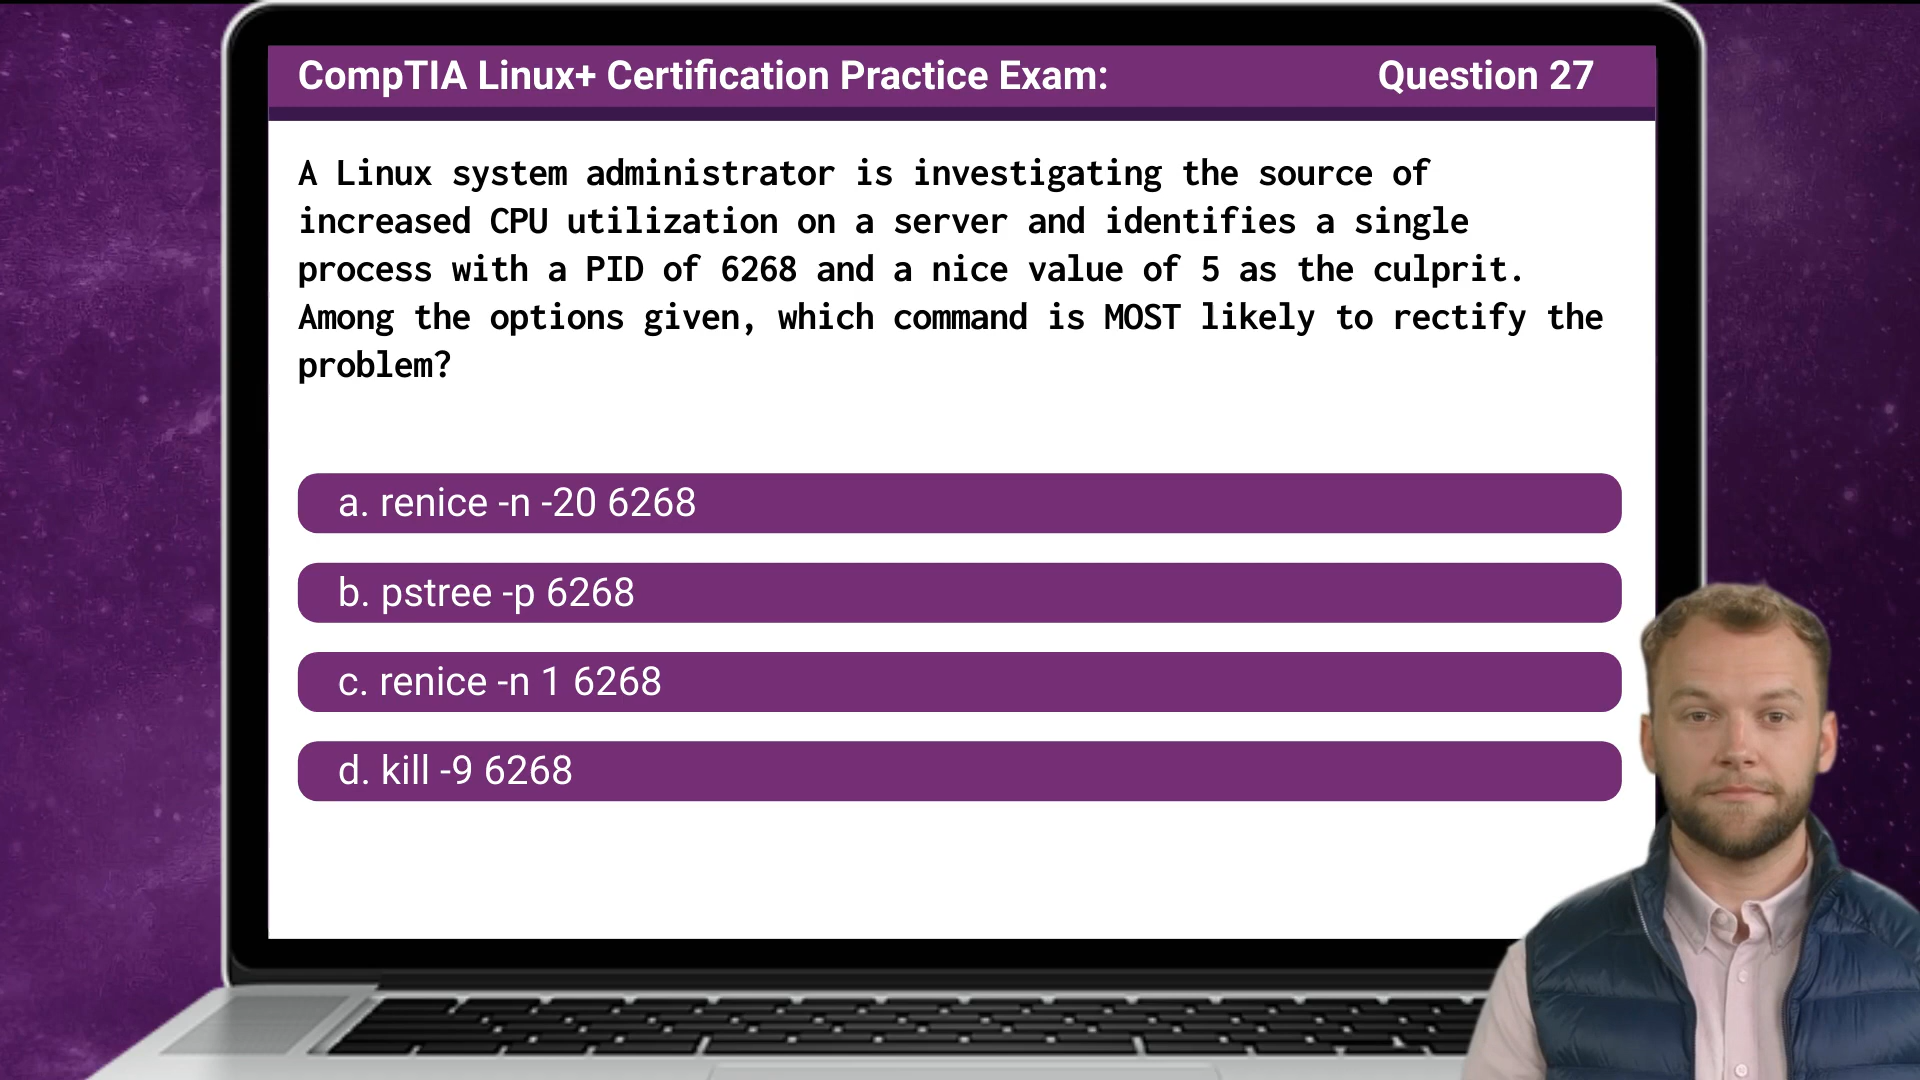 CompTIA Linux+ Certification Practice Exam:
Question 27
A Linux system administrator is investigating the source of
increased CPU utilization on a server and identifies a single
process with a PID of 6268 and a nice value of 5 as the culprit.
Among the options given, which command is MOST likely to rectify the
problem?
a. renice -n -20 6268
b. pstree -p 6268
c. renice -n 1 6268
d. kill -9 6268